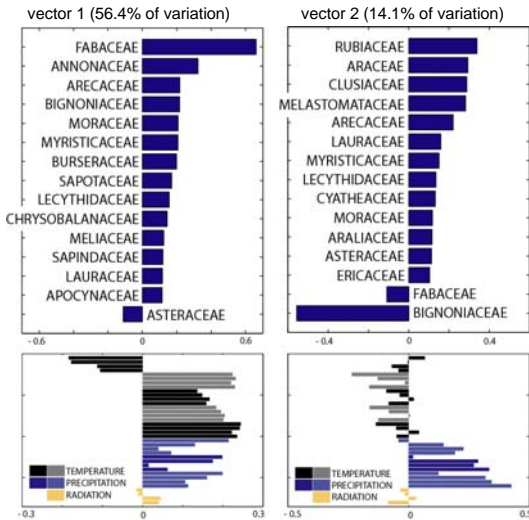 vector 1 (56.4% of variation)
FABACEAE
ANNONACEAE
ARECACEAE
BIGNONIACEAE
MORACEAE
MYRISTICACEAE
BURSERACEAE
SAPOTACEAE
LECYTHIDACEAE
CHRYSOBALANACEAE
MELIACEAE
SAPINDACEAE
LAURACEAE
APOCYNACEAE
ASTERACEAE
-0.6 0 0.6
TEMPERATURE
PRECIPITATION
RADIATION
-0.3 0 0.3
vector 2 (14.1% of variation)
RUBIACEAE
ARACEAE
CLUSIACEAE
MELASTOMATACEAE
ARECACEAE
LAURACEAE
MYRISTICACEAE
LECYTHIDACEAE
CYATHEACEAE
MORACEAE
ARALIACEAE
ASTERACEAE
ERICACEAE
FABACEAE
BIGNONIACEAE
-0.4 0 0.4
TEMPERATURE
PRECIPITATION
RADIATION
-0.5 0